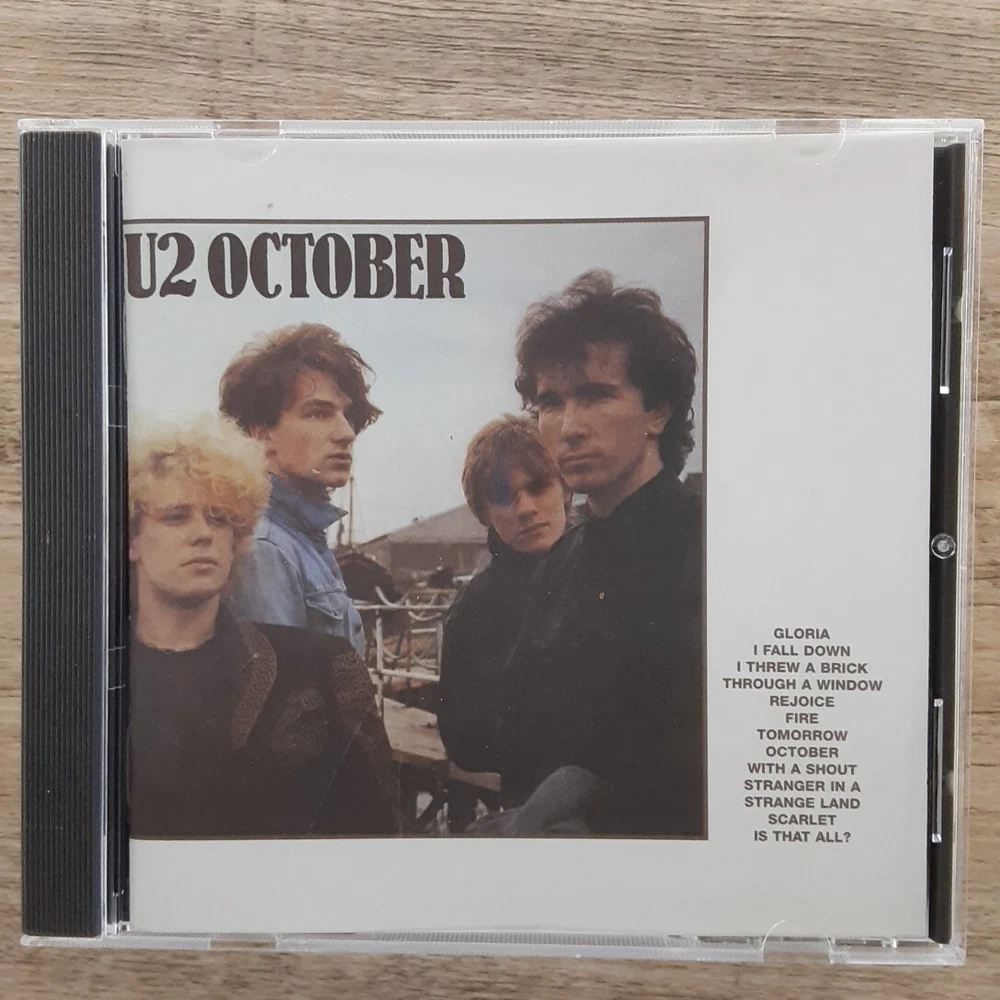 U2 OCTOBER
GLORIA
I FALL DOWN
I THREW A BRICK
THROUGH A WINDOW
REJOICE
FIRE
TOMORROW
OCTOBER
WITH A SHOUT
STRANGER IN A
STRANGE LAND
SCARLET
IS THAT ALL?